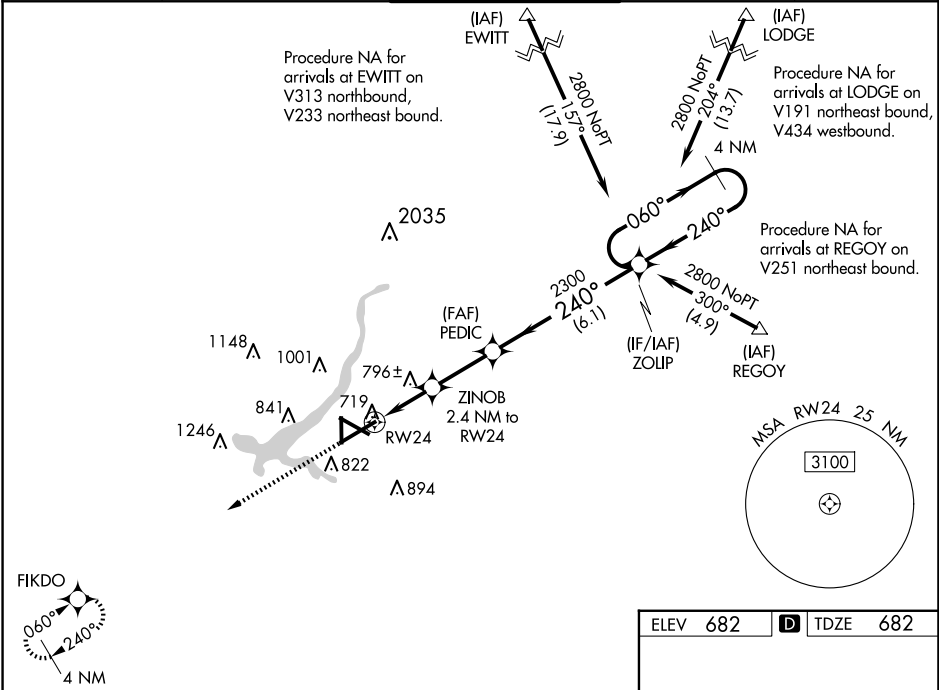 (IAF)
EWITT
(IAF)
LODGE
Procedure NA for
arrivals at EWITT on
V313 northbound,
V233 northeast bound.
2800 NoPT
157°
(17.9)
2800 NoPT
204°
(13.7)
Procedure NA for
arrivals at LODGE on
V191 northeast bound,
V434 westbound.
4 NM
060°
240°
2035
Procedure NA for
arrivals at REGOY on
V251 northeast bound.
2300
240°
(6.1)
2800 NoPT
300°
(4.9)
(FAF)
PEDIC
(IF/IAF)
ZOLIP
(IAF)
REGOY
1148
1001
796±
ZINOB
2.4 NM to
RW24
841
719
RW24
1246
822
894
MSA RW24 25 NM
3100
FIKDO
060°
240°
4 NM
ELEV 682 D TDZE 682